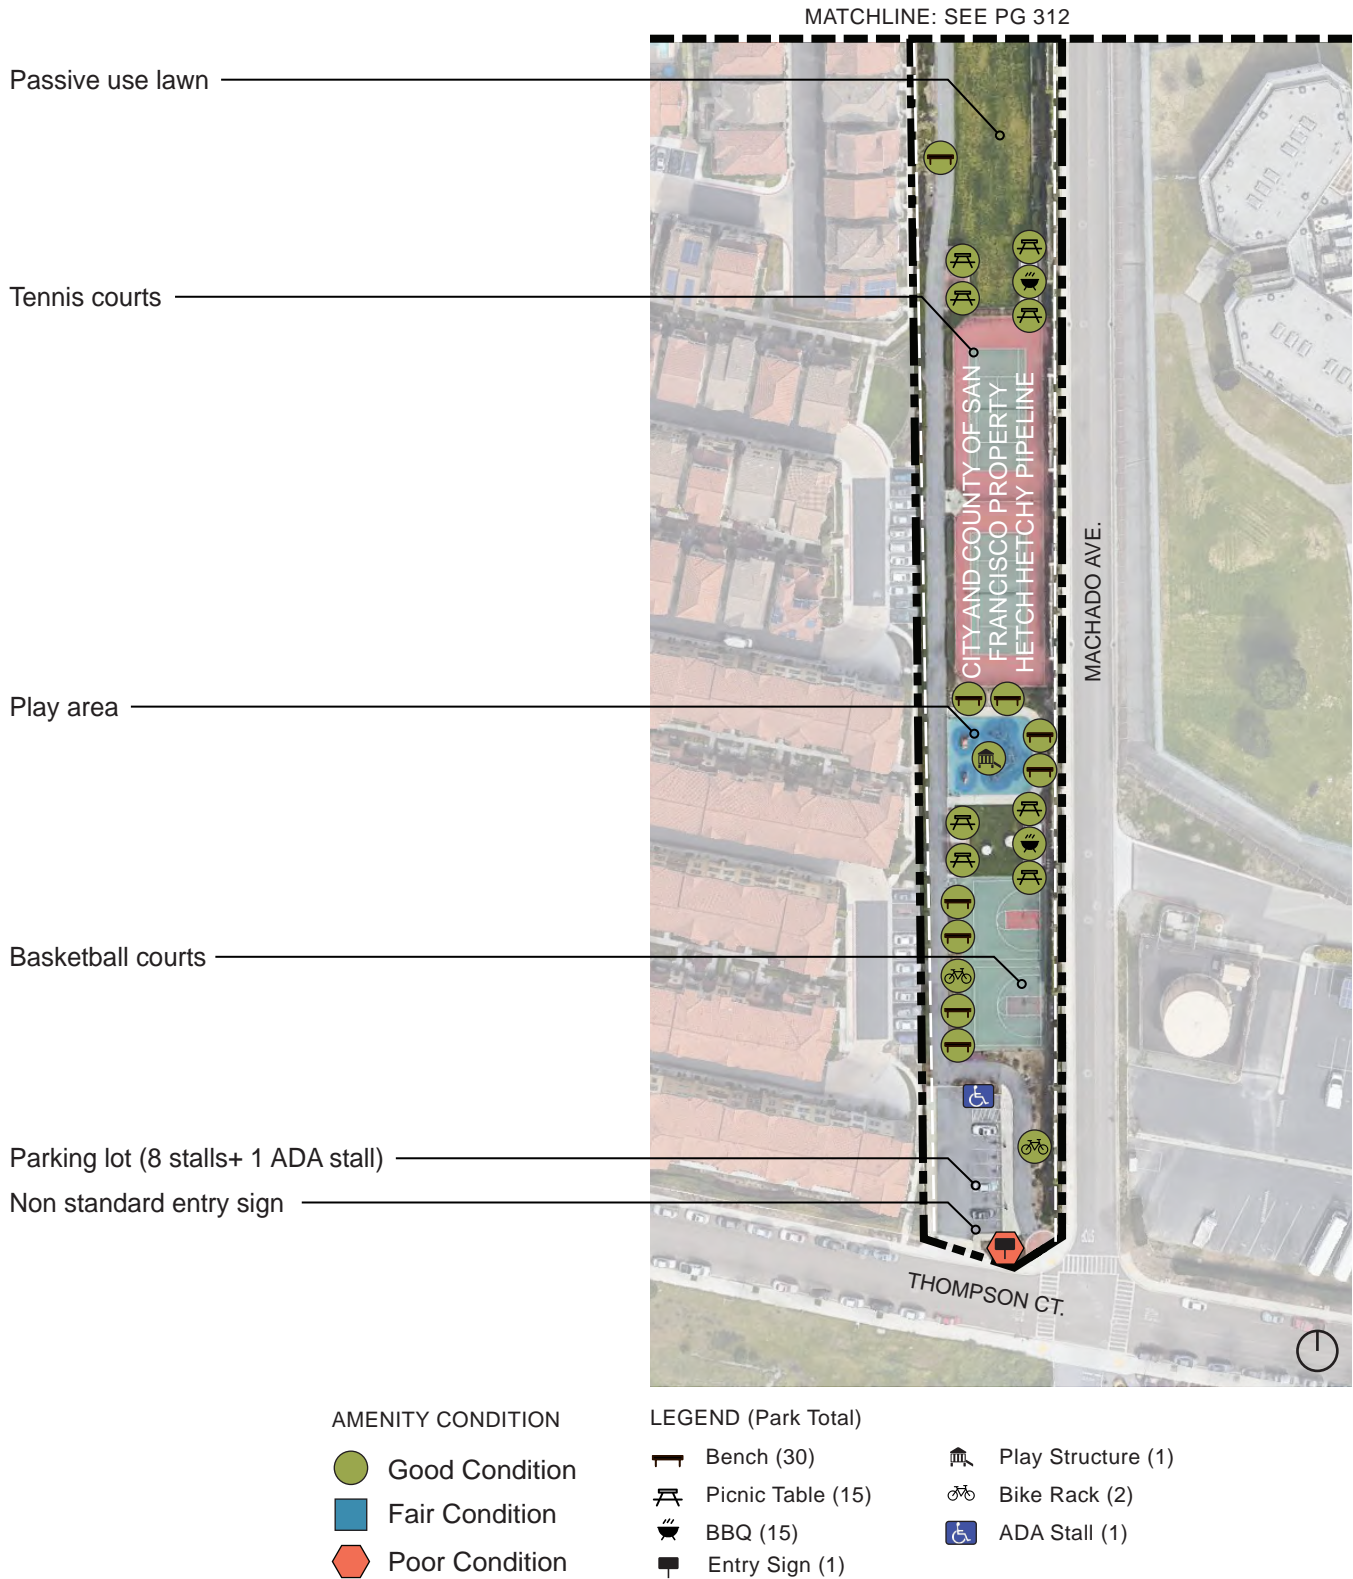 MATCHLINE: SEE PG 312
Passive use lawn
Tennis courts
CITY AND COUNTY OF SAN
FRANCISCO PROPERTY
HETCH HETCHY PIPELINE
MACHADO AVE.
Play area
Basketball courts
Parking lot (8 stalls+ 1 ADA stall)
Non standard entry sign
THOMPSON CT.
AMENITY CONDITION
Good Condition
Fair Condition
Poor Condition
LEGEND (Park Total)
Bench (30)
Picnic Table (15)
BBQ (15)
Entry Sign (1)
Play Structure (1)
Bike Rack (2)
ADA Stall (1)